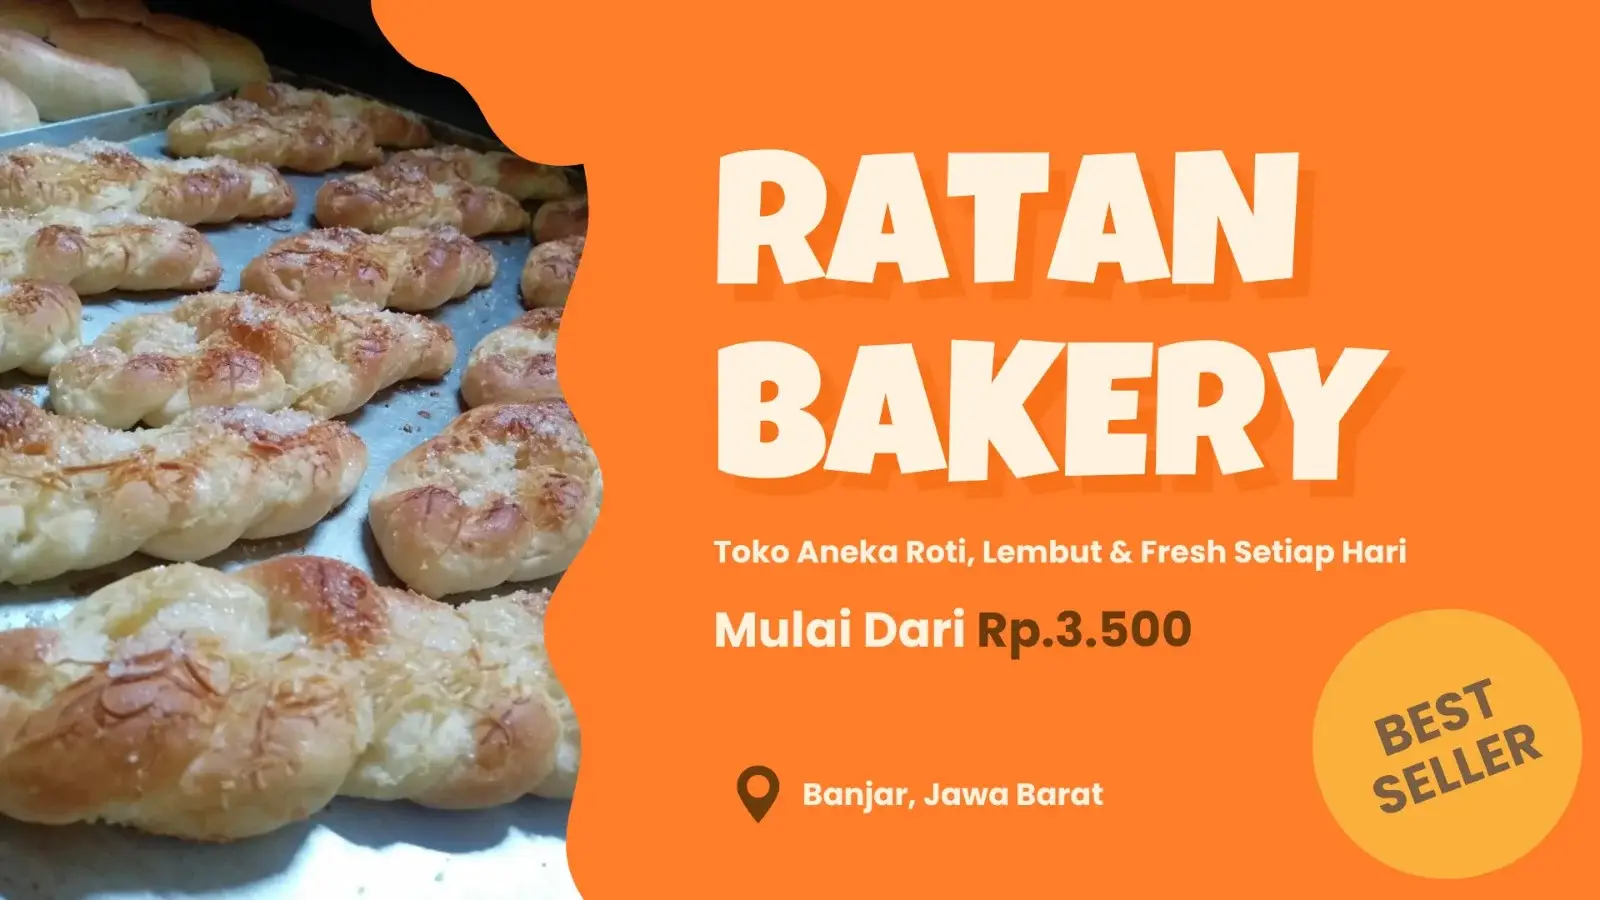 RATAN
BAKERY
Toko Aneka Roti, Lembut & Fresh Setiap Hari
Mulai Dari Rp.3.500
Banjar, Jawa Barat
BEST
SELLER